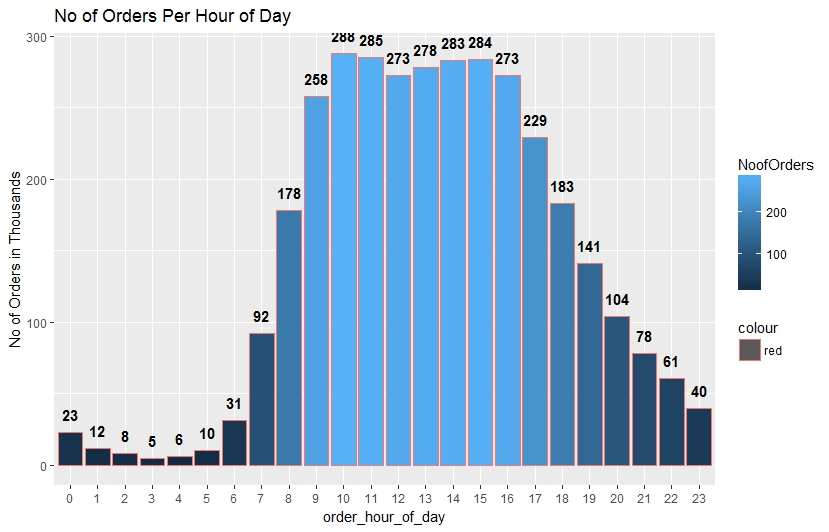 No of Orders Per Hour of Day
No of Orders in Thousands
300
200
100
0
23 12 8 5 6 10 31 92 178 258 288 285 273 278 283 284 273 229 183 141 104 78 61 40
0 1 2 3 4 5 6 7 8 9 10 11 12 13 14 15 16 17 18 19 20 21 22 23
order_hour_of_day
NoofOrders
200
100
colour
red